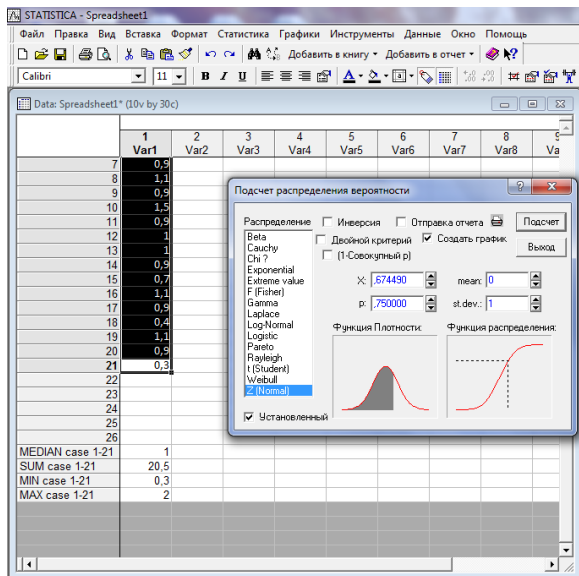 STATISTICA - Spreadsheet1
Файл Правка Вид Вставка Формат Статистика Графики Инструменты Данные Окно Помощь
Добавить в книгу Добавить в отчет
Calibri 11 B I U
Data: Spreadsheet1* (10v by 30c)
1 2 3 4 5 6 7 8 9
Var1 Var2 Var3 Var4 Var5 Var6 Var7 Var8 Va
7 0,9
8 1,1
9 0,9
10 1,5
11 0,9
12 1
13 1
14 0,9
15 0,7
16 1,1
17 0,9
18 0,4
19 1,1
20 0,9
21 0,3
22
23
24
25
26
MEDIAN case 1-21 1
SUM case 1-21 20,5
MIN case 1-21 0,3
MAX case 1-21 2
Подсчет распределения вероятности
Распределение
Инверсия
Отправка отчета
Подсчет
Двойной критерий
Создать график
(1-Совокупный p)
Выход
Beta
Cauchy
Chi ?
Exponential
Extreme value
F (Fisher)
Gamma
Laplace
Log-Normal
Logistic
Pareto
Rayleigh
t (Student)
Weibull
Z (Normal)
X: ,674490 mean: 0
p: ,750000 st.dev.: 1
Функция Плотности: Функция распределения:
Установленный